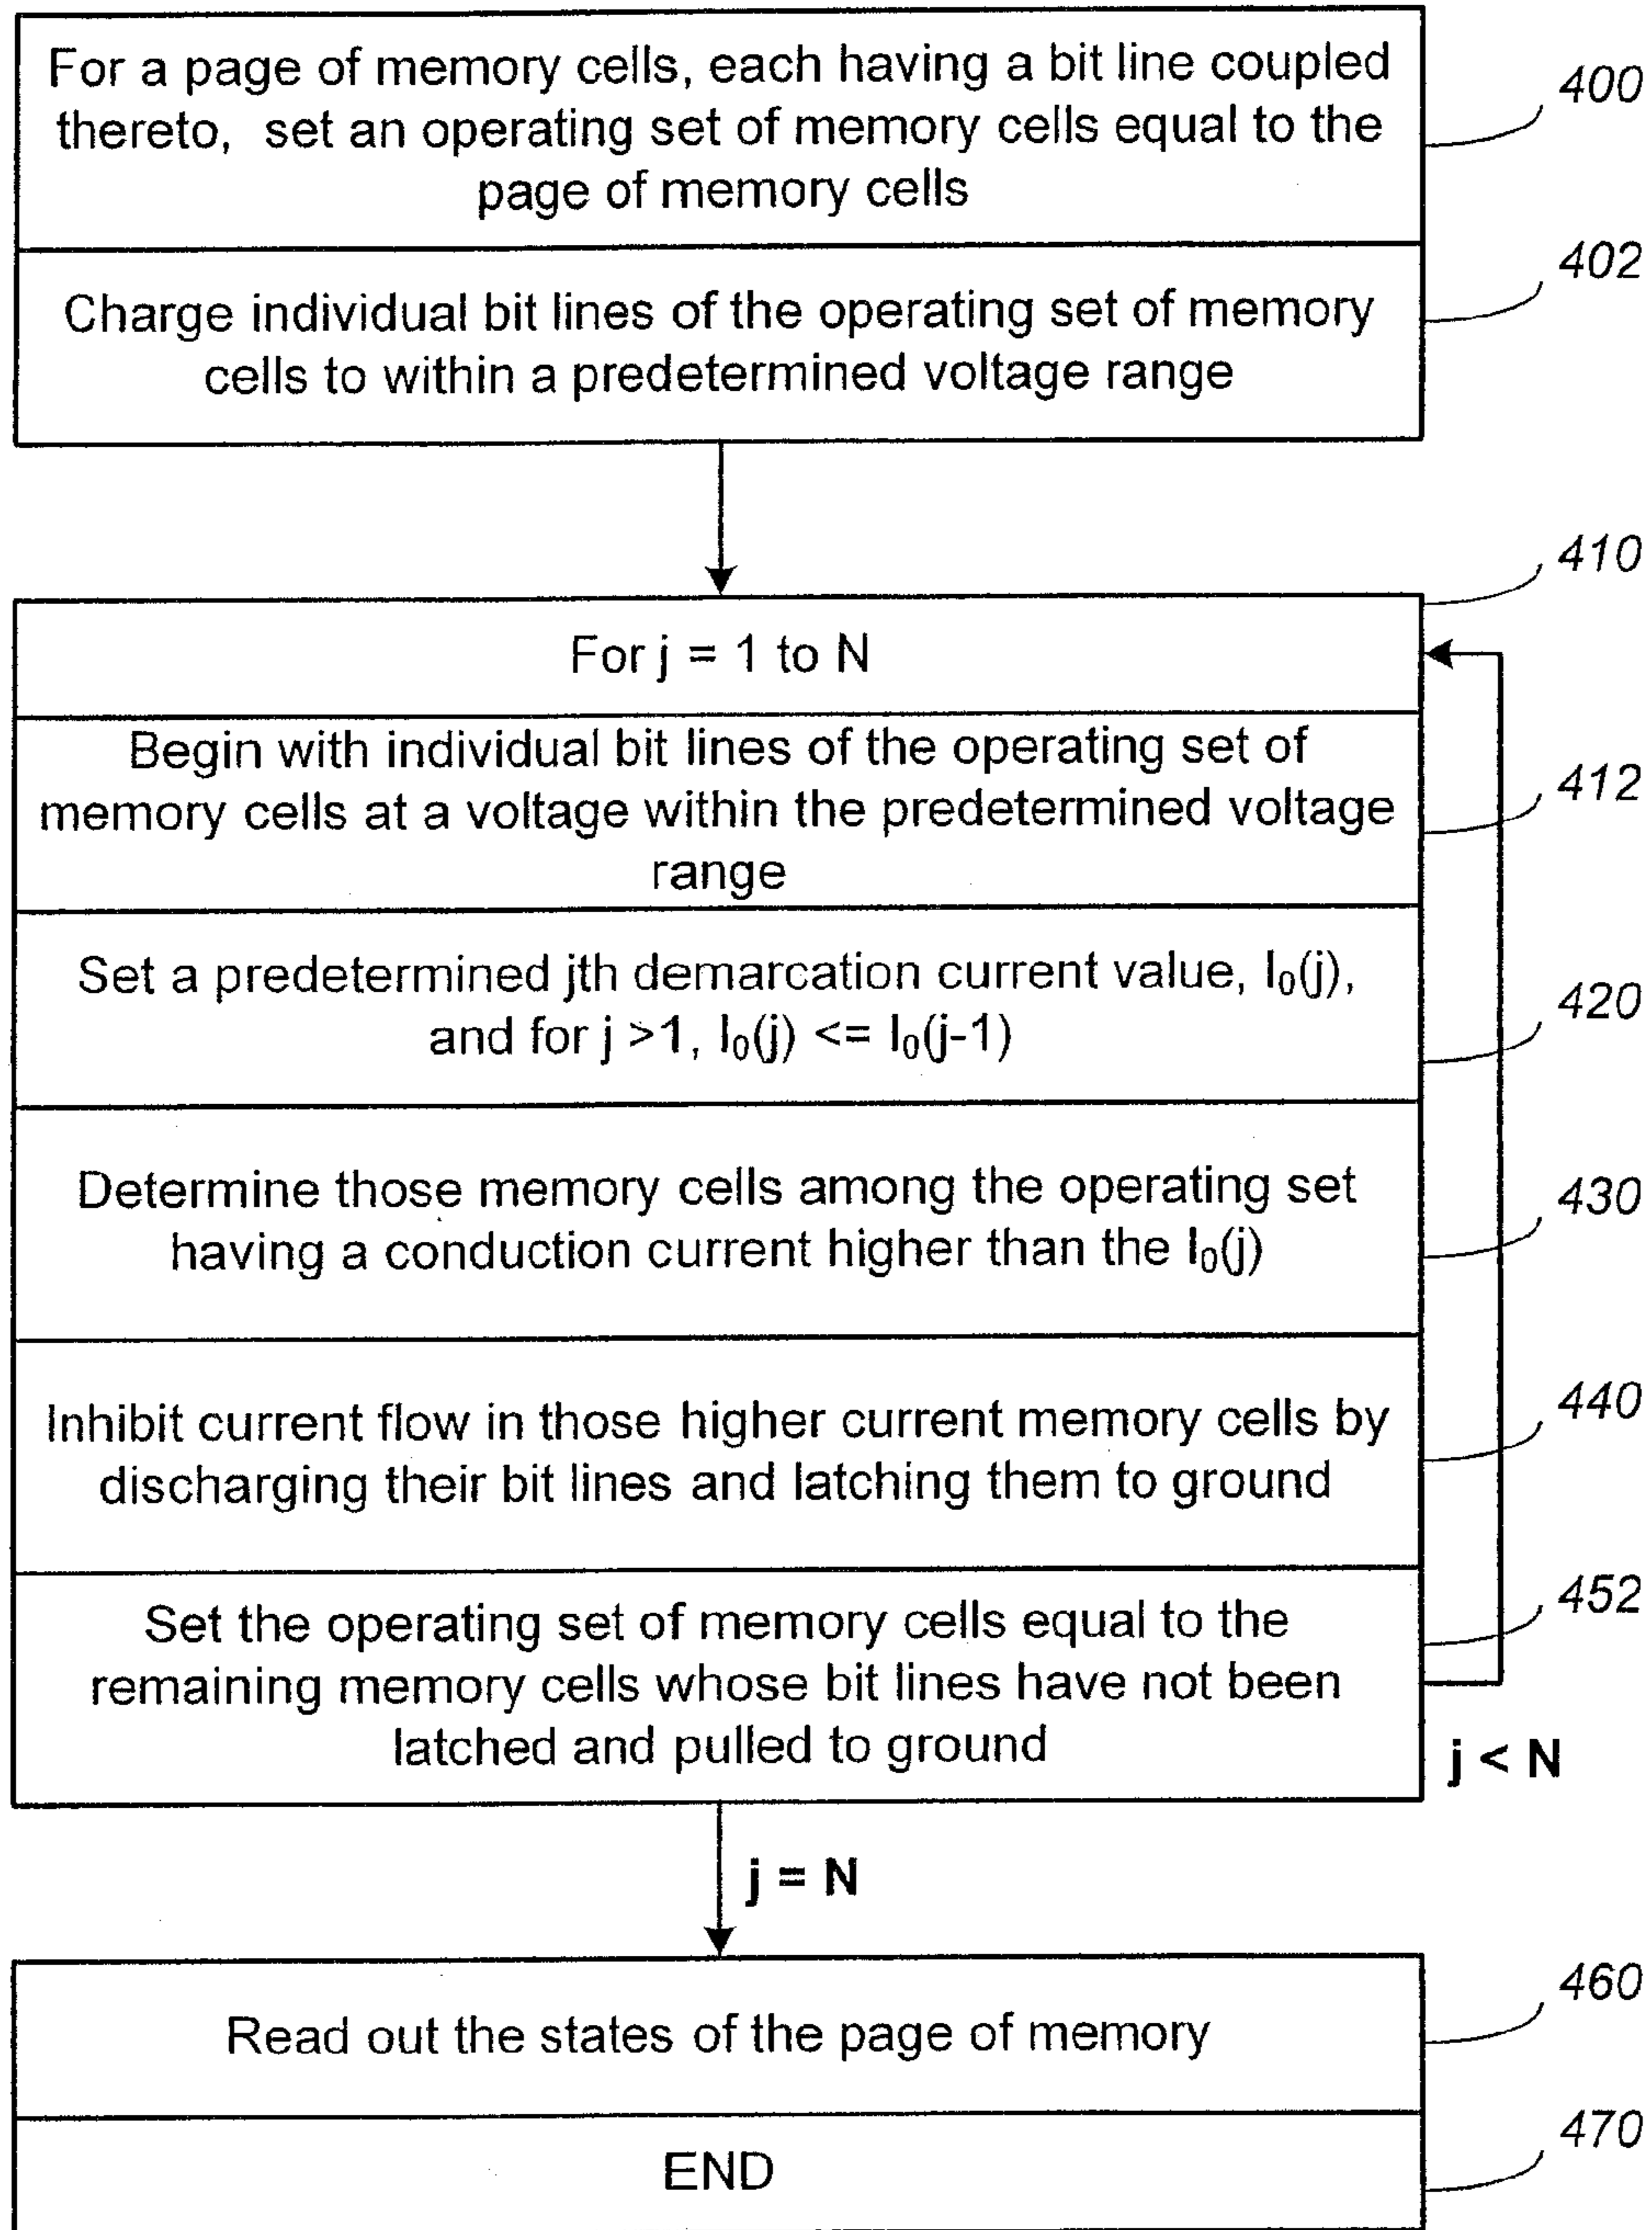 For a page of memory cells, each having a bit line coupled
thereto, set an operating set of memory cells equal to the
page of memory cells
400
Charge individual bit lines of the operating set of memory
cells to within a predetermined voltage range
402
For j = 1 to N
410
Begin with individual bit lines of the operating set of
memory cells at a voltage within the predetermined voltage
range
412
Set a predetermined jth demarcation current value, I₀(j),
and for j >1, I₀(j) <= I₀(j-1)
420
Determine those memory cells among the operating set
having a conduction current higher than the I₀(j)
430
Inhibit current flow in those higher current memory cells by
discharging their bit lines and latching them to ground
440
Set the operating set of memory cells equal to the
remaining memory cells whose bit lines have not been
latched and pulled to ground
452
j < N
j = N
Read out the states of the page of memory
460
END
470